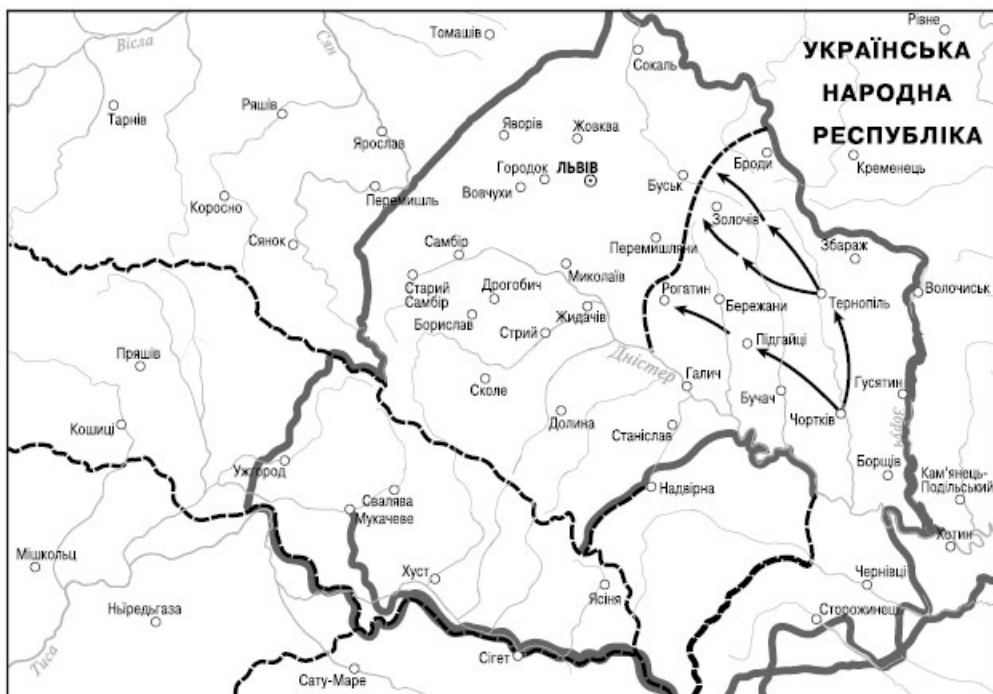 УКРАЇНСЬКА
НАРОДНА
РЕСПУБЛІКА
Рівне
Томашів
Вісла
Сян
Сокаль
Тарнів
Ряшів
Ярослав
Яворів
Жовква
Броди
Кременець
Городок
ЛЬВІВ
Вовчухи
Буськ
Коросно
Перемишль
Золочів
Сянок
Самбір
Перемишляни
Збараж
Старий
Самбір
Дрогобич
Миколаїв
Рогатин
Бережани
Тернопіль
Волочиськ
Борислав
Жидачів
Стрий
Підгайці
Пряшів
Дністер
Сколе
Галич
Бучач
Гусятин
Чортків
Збруч
Кошиці
Долина
Станіслав
Борщів
Ужгород
Надвірна
Кам’янець-
Подільський
Свалява
Мукачеве
Хотин
Мішкольц
Хуст
Ясіня
Чернівці
Ньїредьгаза
Сторожинець
Тиса
Сігет
Сату-Маре